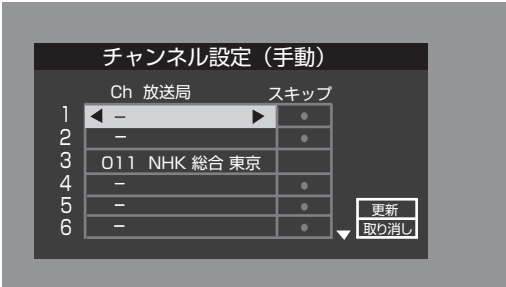 チャンネル設定（手動）
Ch 放送局 スキップ
1 ◀ − ▶ ●
2 − ●
3 011 NHK 総合 東京
4 − ●
5 − ●
6 − ●
更新
取り消し
▼